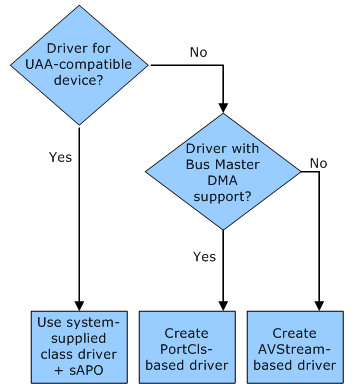 Driver for
UAA-compatible
device?
No
Driver with
Bus Master
DMA
support?
No
Yes
Yes
Use system-
supplied
class driver
+ sAPO
Create
PortCls-
based driver
Create
AVStream-
based driver